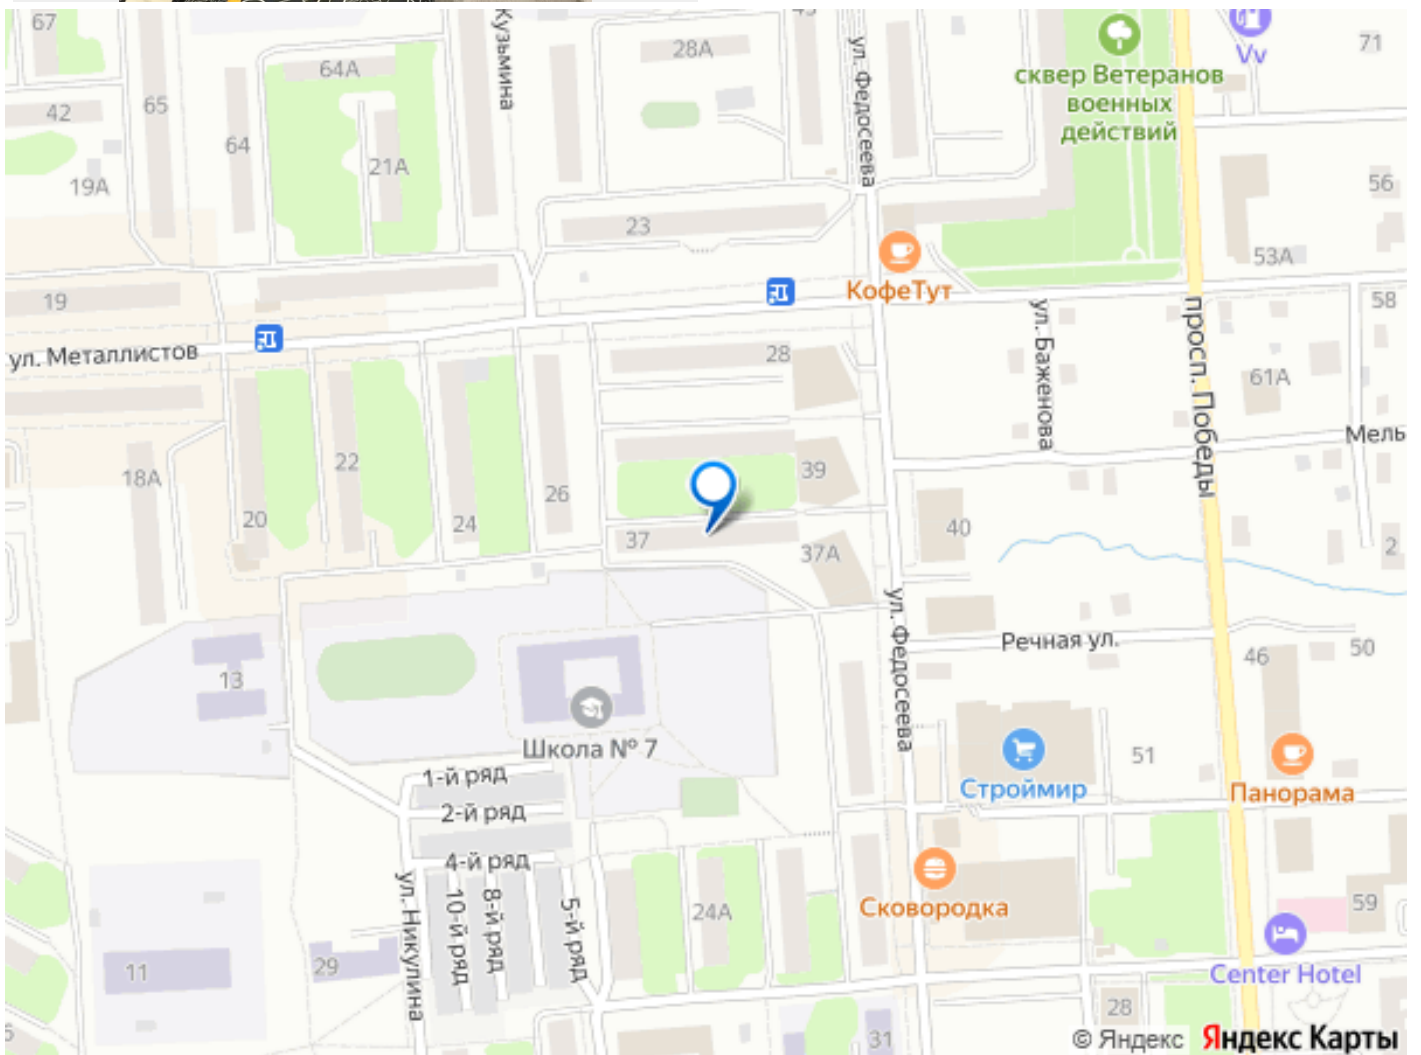 67
Кузьмина
28А
ул. Федосеева
сквер Ветеранов
военных
действий
Vv
71
64А
42
65
64
21А
19А
56
23
53А
КофеТут
19
58
ул. Металлистов
28
ул. Баженова
просп. Победы
61А
Мель
18А
22
20
24
26
39
37
37А
40
2
ул. Федосеева
Речная ул.
46
50
13
Школа № 7
51
Строймир
Панорама
1-й ряд
2-й ряд
4-й ряд
10-й ряд
8-й ряд
5-й ряд
ул. Никулина
Сковородка
24А
59
11
29
Center Hotel
28
31
© Яндекс Яндекс Карты